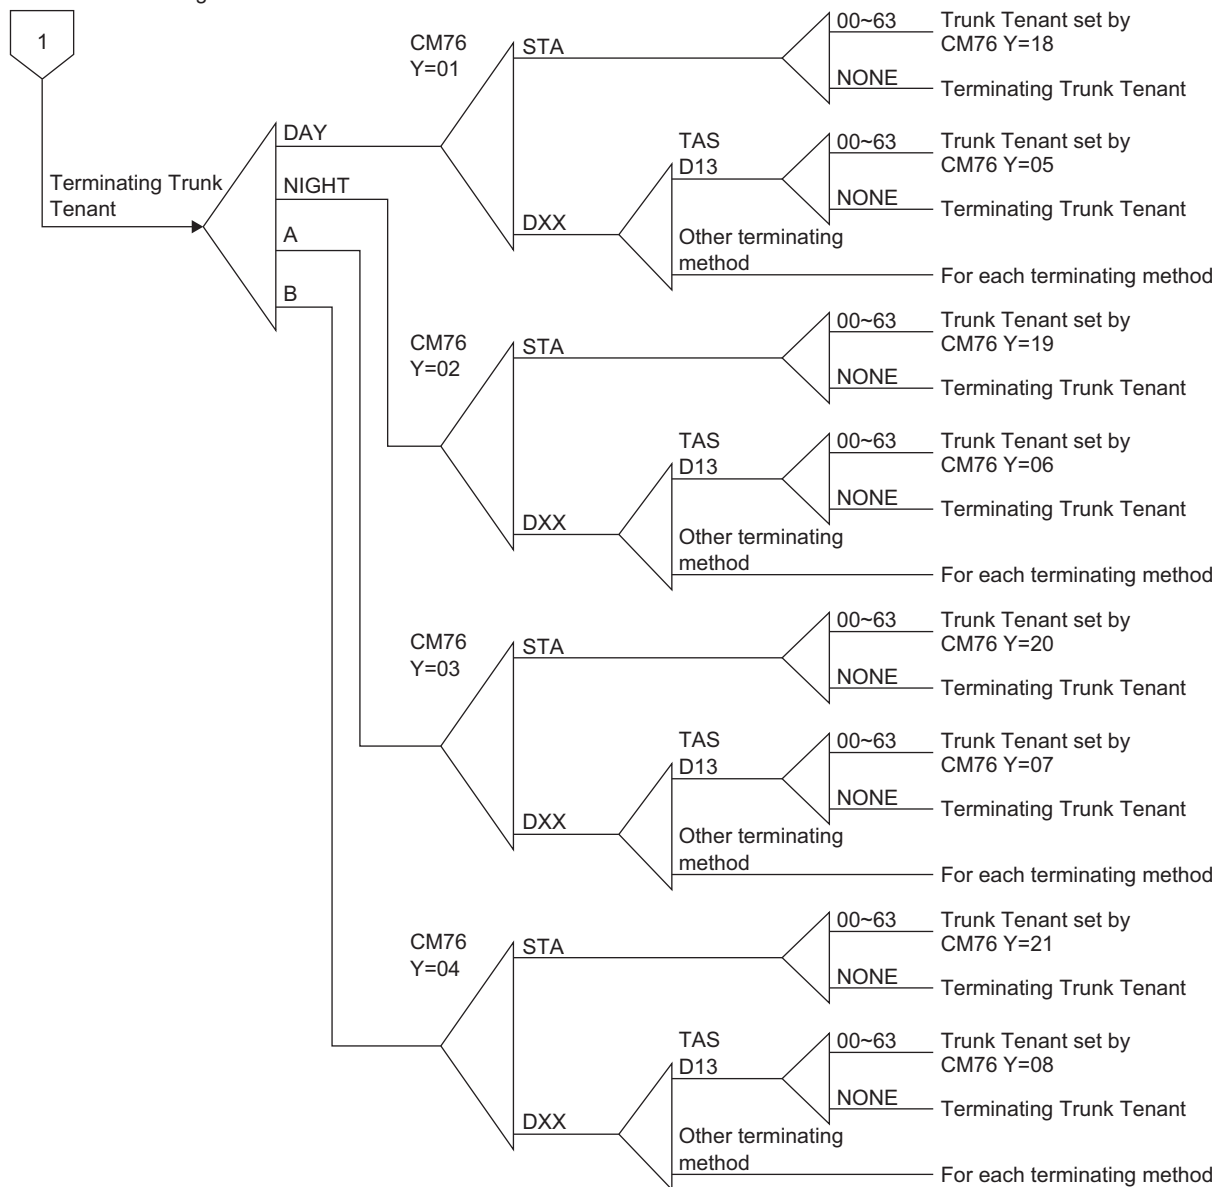 1
Terminating Trunk
Tenant
DAY
NIGHT
A
B
CM76
Y=01
STA
00~63
Trunk Tenant set by
CM76 Y=18
NONE
Terminating Trunk Tenant
DXX
TAS
D13
00~63
Trunk Tenant set by
CM76 Y=05
NONE
Terminating Trunk Tenant
Other terminating
method
For each terminating method
CM76
Y=02
STA
00~63
Trunk Tenant set by
CM76 Y=19
NONE
Terminating Trunk Tenant
DXX
TAS
D13
00~63
Trunk Tenant set by
CM76 Y=06
NONE
Terminating Trunk Tenant
Other terminating
method
For each terminating method
CM76
Y=03
STA
00~63
Trunk Tenant set by
CM76 Y=20
NONE
Terminating Trunk Tenant
DXX
TAS
D13
00~63
Trunk Tenant set by
CM76 Y=07
NONE
Terminating Trunk Tenant
Other terminating
method
For each terminating method
CM76
Y=04
STA
00~63
Trunk Tenant set by
CM76 Y=21
NONE
Terminating Trunk Tenant
DXX
TAS
D13
00~63
Trunk Tenant set by
CM76 Y=08
NONE
Terminating Trunk Tenant
Other terminating
method
For each terminating method